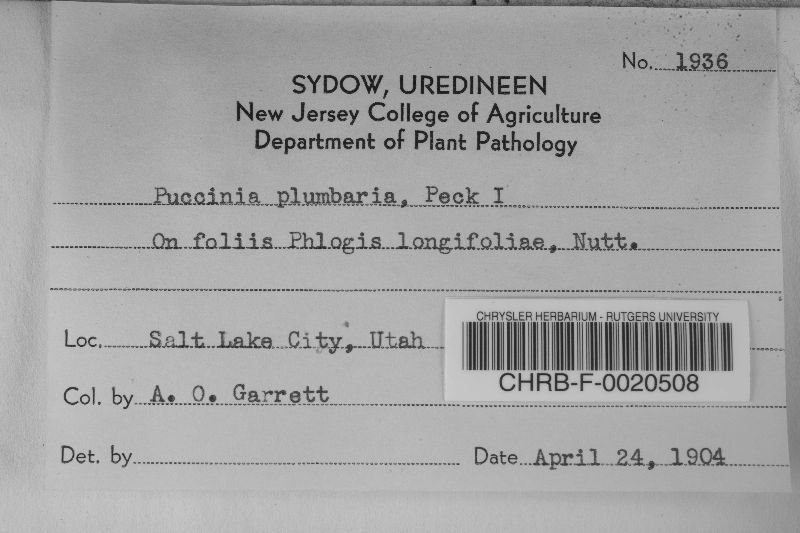 No. 1936
SYDOW, UREDINEEN
New Jersey College of Agriculture
Department of Plant Pathology
Puccinia plumbaria, Peck I
On foliis Phlogis longifoliae, Nutt.
Loc. Salt Lake City, Utah
CHRYSLER HERBARIUM - RUTGERS UNIVERSITY
CHRB-F-0020508
Col. by A. O. Garrett
Det. by
Date April 24, 1904